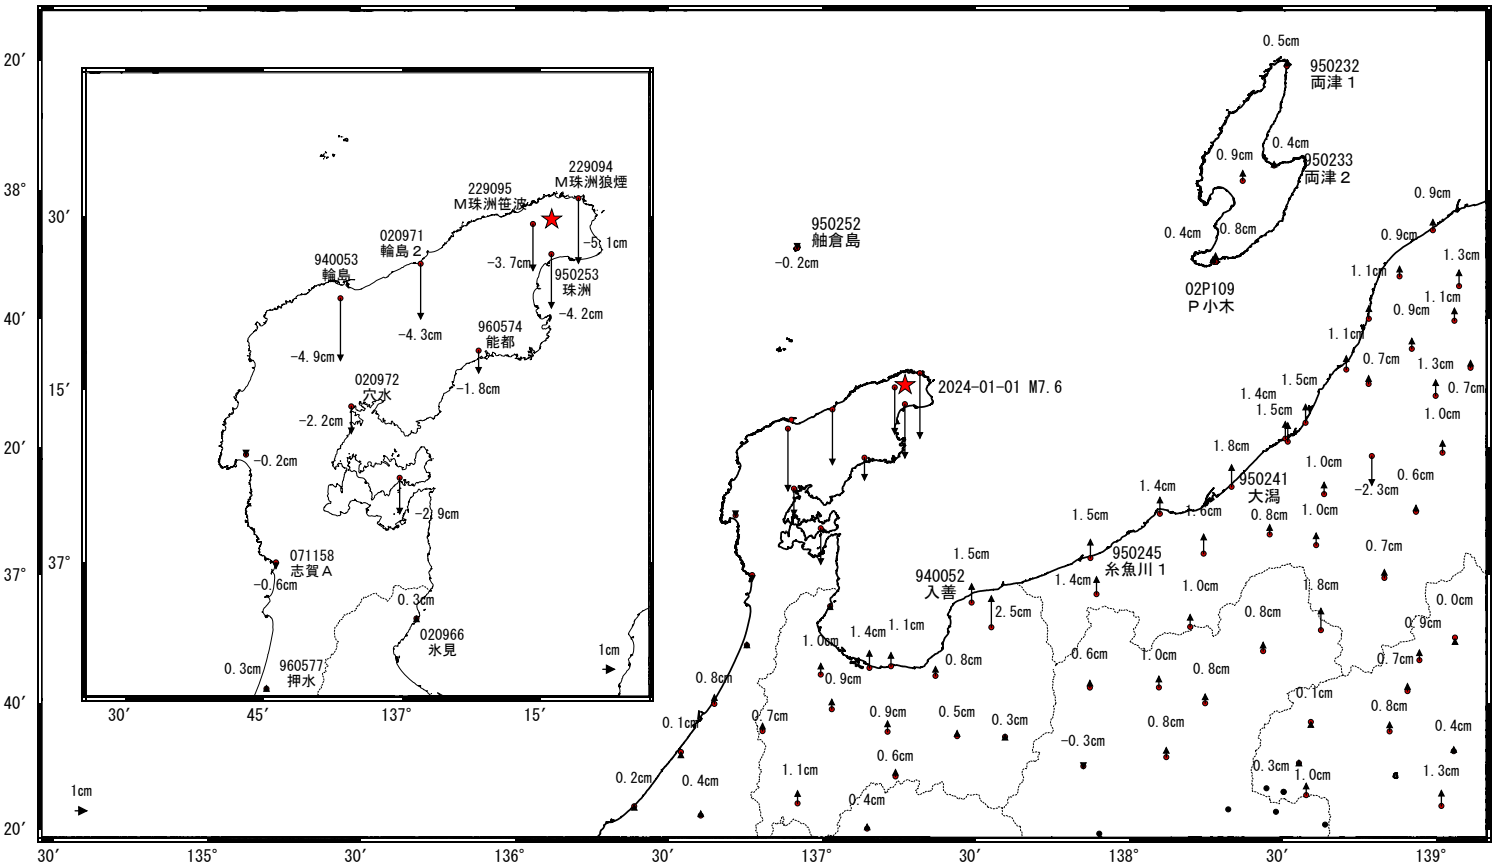 20′
38°
40′
20′
37°
40′
20′
30′
135°
30′
136°
30′
137°
30′
138°
30′
139°
30′
15′
37°
30′
45′
137°
15′
229094
Ｍ珠洲狼煙
229095
Ｍ珠洲笹波
020971
輪島２
940053
輪島
-5.1cm
-3.7cm
950253
珠洲
-4.2cm
-4.3cm
960574
能都
-4.9cm
-1.8cm
020972
穴水
-2.2cm
-0.2cm
-2.9cm
071158
志賀Ａ
-0.6cm
0.3cm
020966
氷見
0.3cm
960577
押水
1cm
1cm
0.5cm
950232
両津１
0.4cm
0.9cm
950233
両津２
0.4cm
0.8cm
02P109
Ｐ小木
950252
舳倉島
-0.2cm
2024-01-01 M7.6
0.9cm
0.9cm
1.3cm
1.1cm
1.1cm
0.9cm
1.1cm
0.7cm
1.3cm
0.7cm
1.5cm
1.4cm
1.5cm
1.0cm
1.8cm
1.0cm
0.6cm
950241
大潟
-2.3cm
1.4cm
1.6cm
0.8cm
1.0cm
1.5cm
0.7cm
950245
糸魚川１
1.5cm
940052
入善
1.4cm
1.0cm
1.8cm
0.0cm
2.5cm
0.8cm
0.9cm
1.0cm
1.4cm
1.1cm
0.8cm
0.6cm
1.0cm
0.8cm
0.7cm
0.8cm
0.9cm
0.1cm
0.1cm
0.7cm
0.9cm
0.5cm
0.3cm
0.8cm
0.8cm
0.4cm
-0.3cm
0.6cm
0.2cm
0.4cm
1.1cm
0.3cm
1.0cm
1.3cm
0.4cm